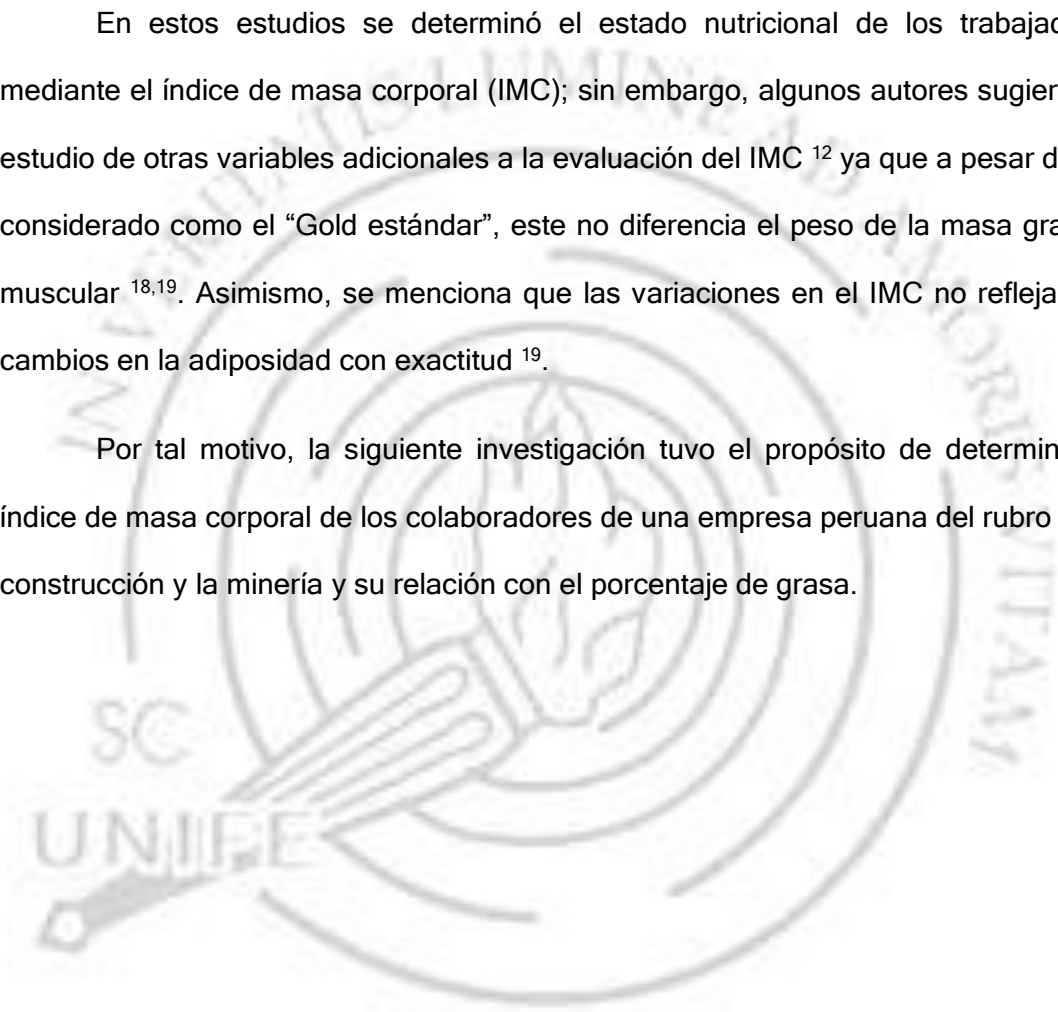 En estos estudios se determinó el estado nutricional de los trabajad
mediante el índice de masa corporal (IMC); sin embargo, algunos autores sugier
estudio de otras variables adicionales a la evaluación del IMC 12 ya que a pesar d
considerado como el “Gold estándar”, este no diferencia el peso de la masa gra
muscular 18,19. Asimismo, se menciona que las variaciones en el IMC no refleja
cambios en la adiposidad con exactitud 19.
Por tal motivo, la siguiente investigación tuvo el propósito de determin
índice de masa corporal de los colaboradores de una empresa peruana del rubro
construcción y la minería y su relación con el porcentaje de grasa.
SC
UNIFE